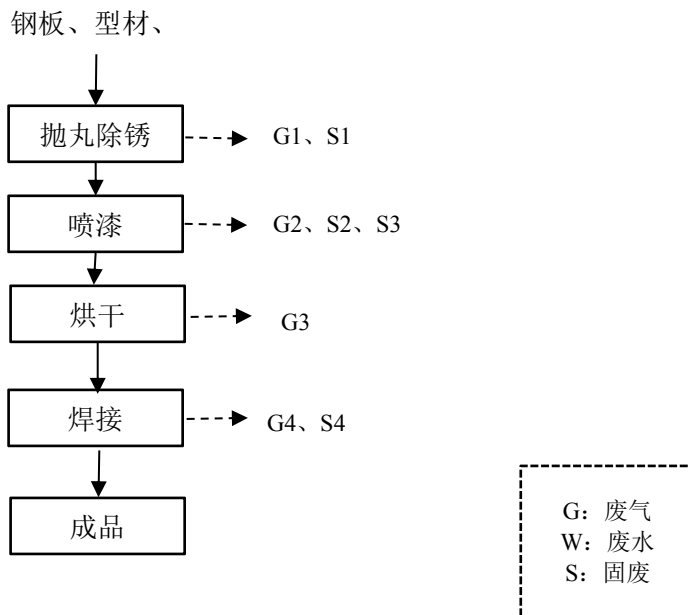 钢板、型材、
抛丸除锈
G1、S1
喷漆
G2、S2、S3
烘干
G3
焊接
G4、S4
成品
G：废气
W：废水
S：固废